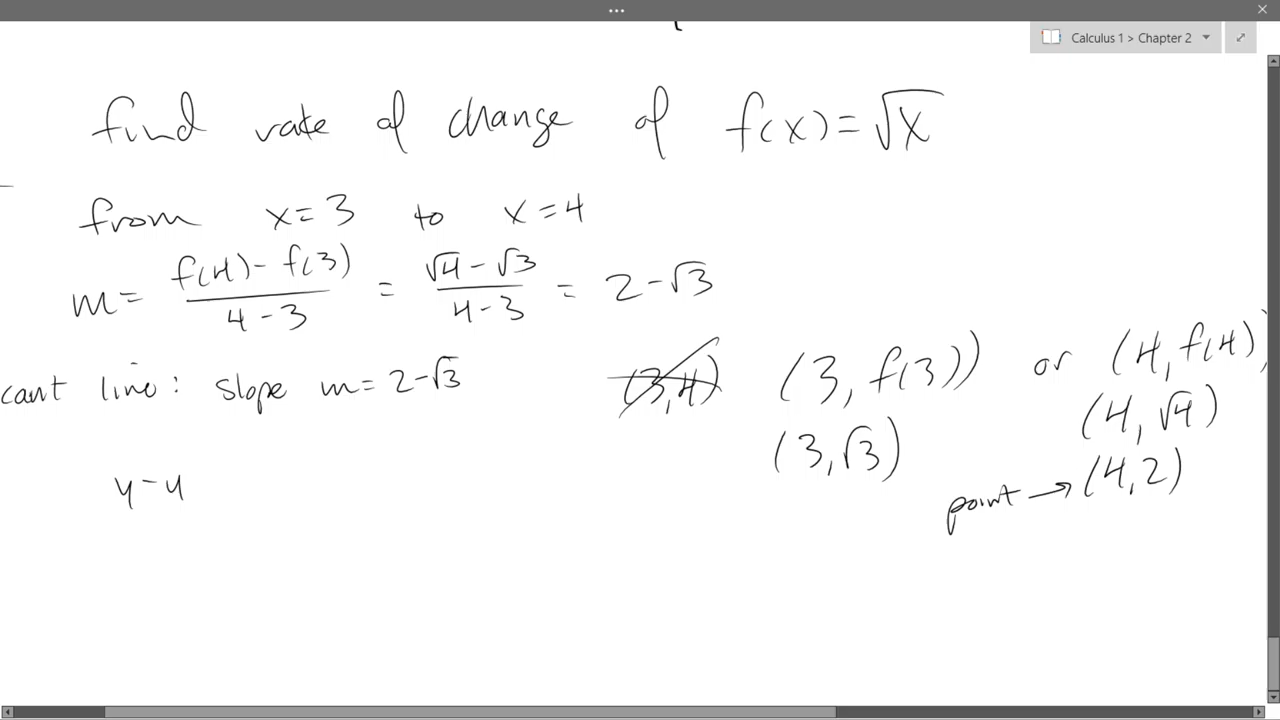 Calculus 1 > Chapter 2
find rate of change of f(x)=√x
from x=3 to x=4
m= f(4)-f(3) / 4-3 = √4-√3 / 4-3 = 2-√3
cant line: slope m=2-√3 (3,4) (3,f(3)) or (4,f(4)
(3,√3) (4,√4)
point → (4,2)
y-y